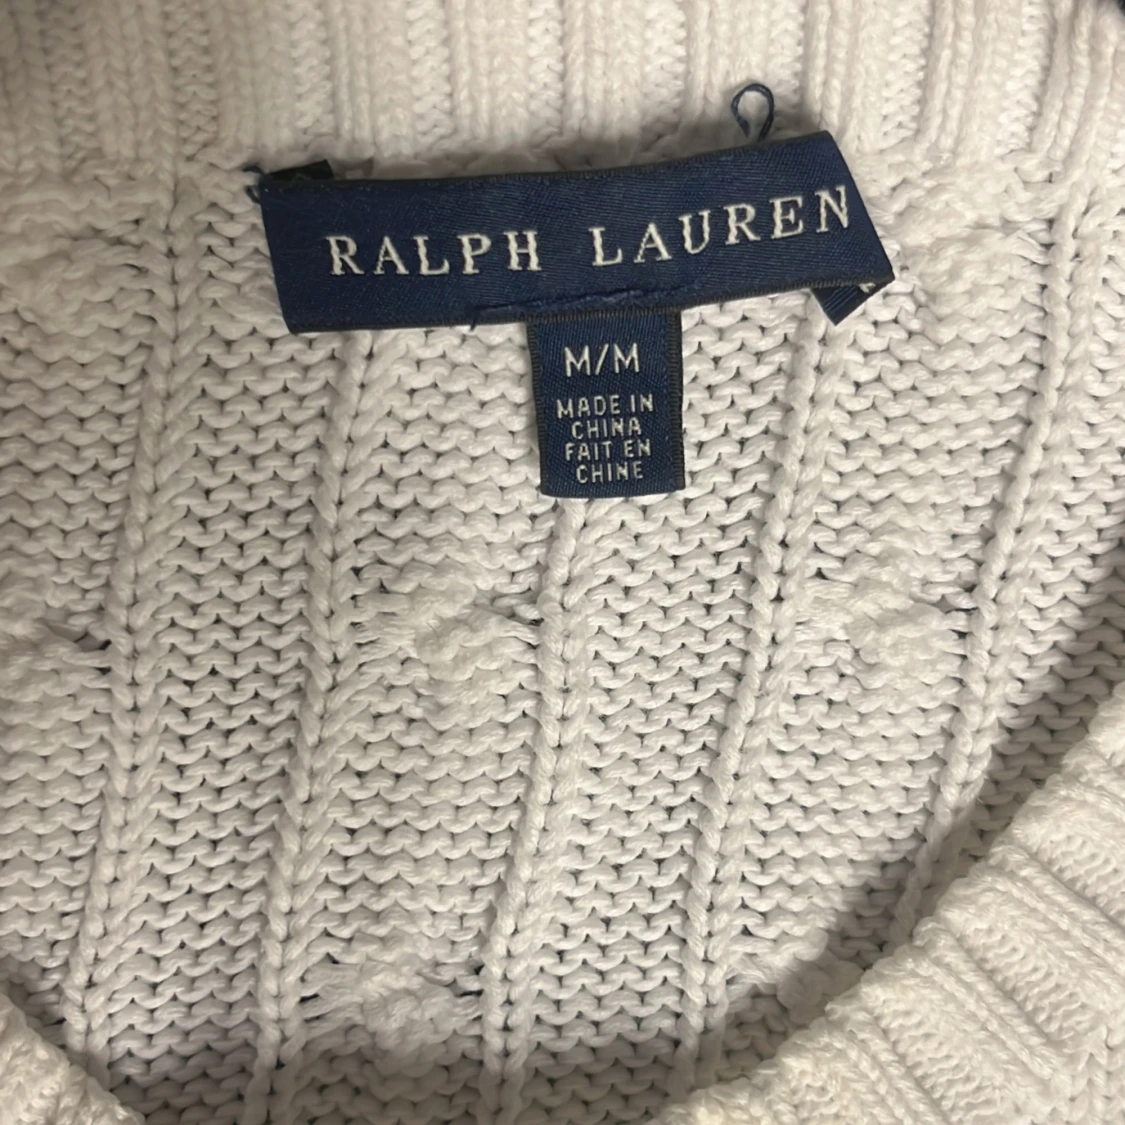 RALPH LAUREN
M/M
MADE IN
CHINA
FAIT EN
CHINE